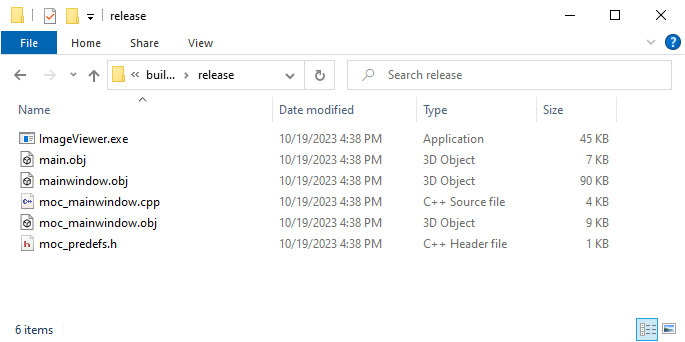 release
File Home Share View
« buil... › release Search release
Name Date modified Type Size
ImageViewer.exe 10/19/2023 4:38 PM Application 45 KB
main.obj 10/19/2023 4:38 PM 3D Object 7 KB
mainwindow.obj 10/19/2023 4:38 PM 3D Object 90 KB
moc_mainwindow.cpp 10/19/2023 4:38 PM C++ Source file 4 KB
moc_mainwindow.obj 10/19/2023 4:38 PM 3D Object 9 KB
moc_predefs.h 10/19/2023 4:38 PM C++ Header file 1 KB
6 items